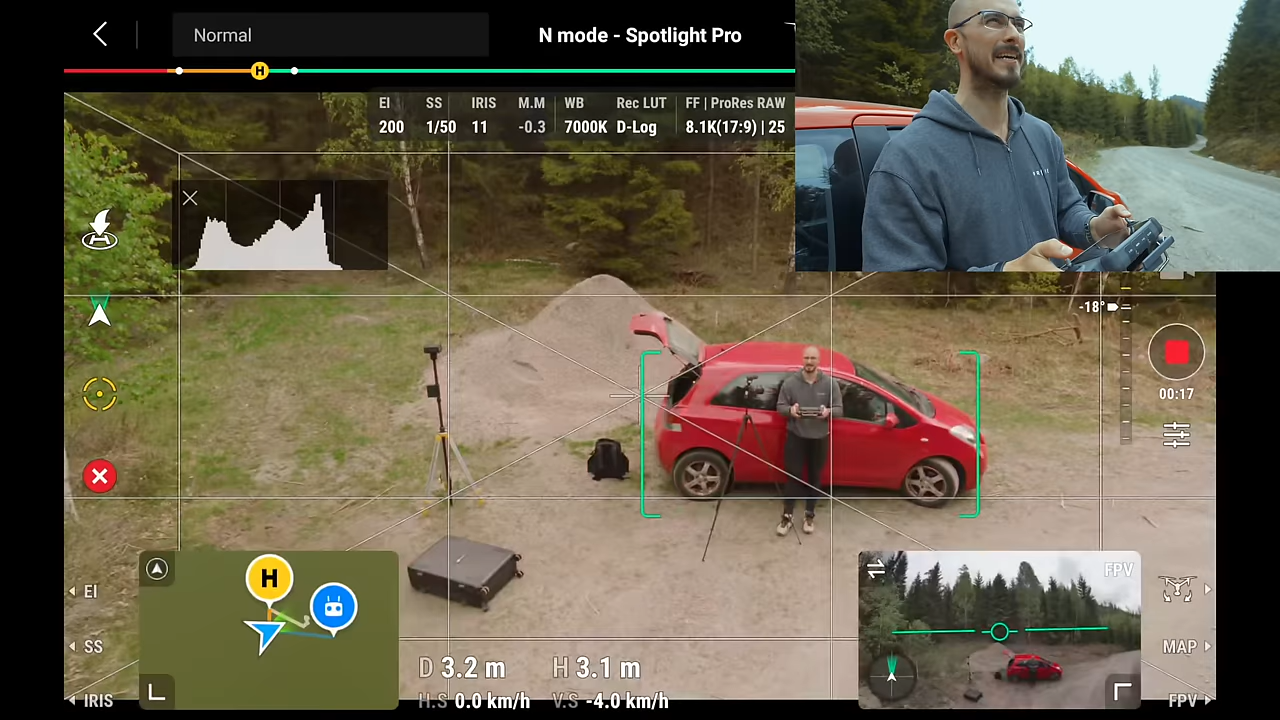 Normal
N mode - Spotlight Pro
H
EI SS IRIS M.M WB Rec LUT FF | ProRes RAW
200 1/50 11 -0.3 7000K D-Log 8.1K(17:9) | 25
-18°
00:17
EI
SS
IRIS
H
D 3.2 m H 3.1 m
H.S 0.0 km/h V.S -4.0 km/h
FPV
MAP
FPV